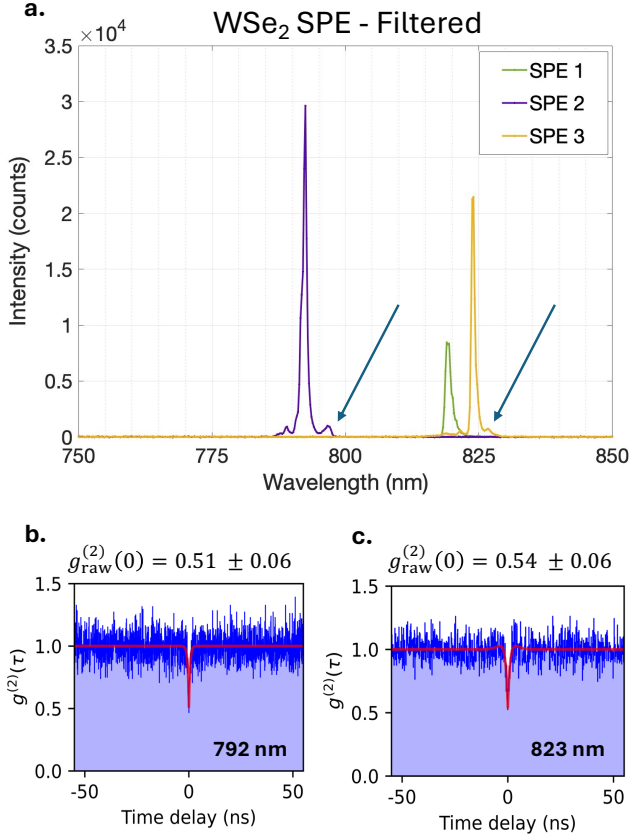 a.
WSe₂ SPE - Filtered
×10⁴
3.5
3
2.5
2
1.5
1
0.5
0
Intensity (counts)
SPE 1
SPE 2
SPE 3
750 775 800 825 850
Wavelength (nm)
b.
g_raw^(2)(0) = 0.51 ± 0.06
1.5
1.0
0.5
0.0
g^(2)(τ)
792 nm
-50 0 50
Time delay (ns)
c.
g_raw^(2)(0) = 0.54 ± 0.06
1.5
1.0
0.5
0.0
g^(2)(τ)
823 nm
-50 0 50
Time delay (ns)